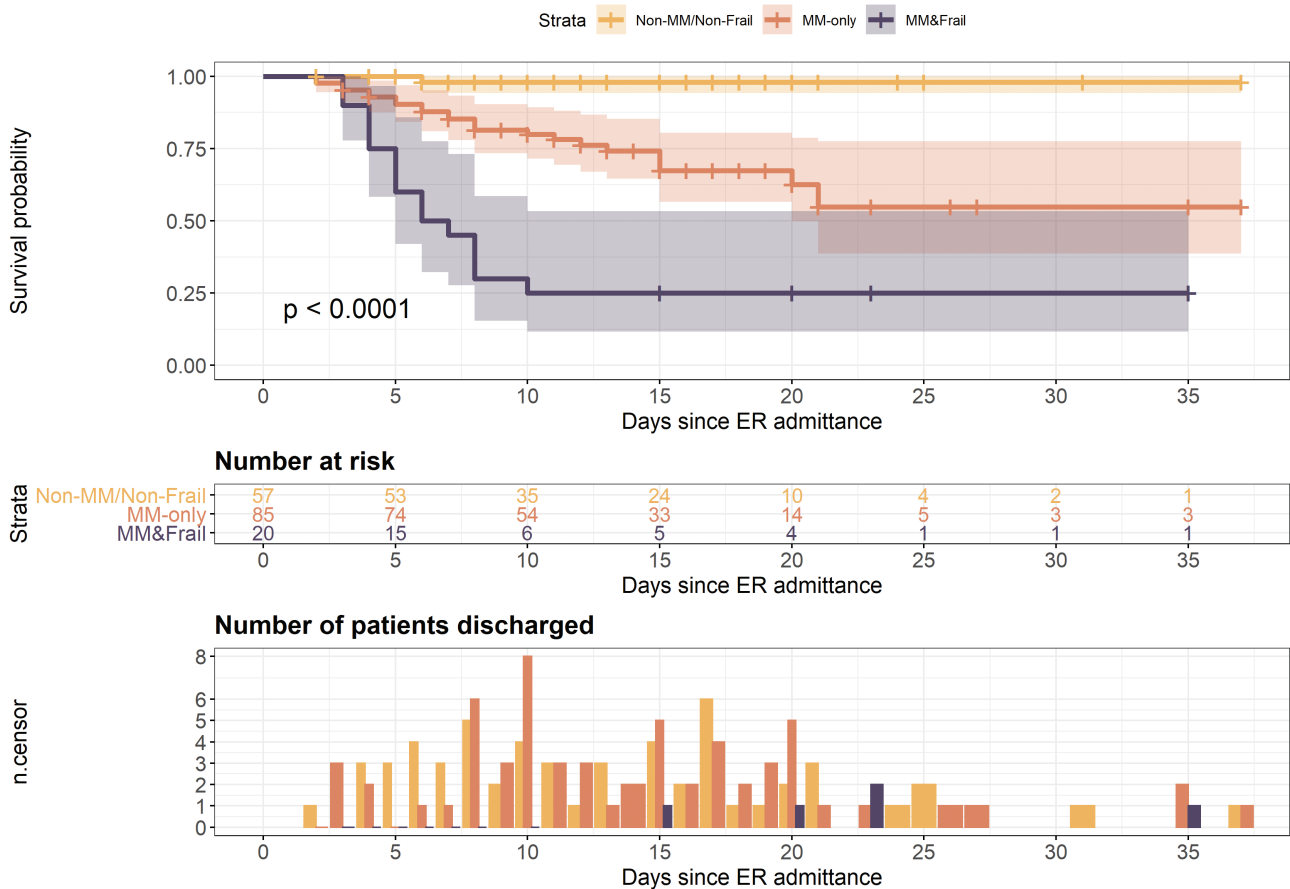 Strata Non-MM/Non-Frail MM-only MM&Frail
Survival probability
1.00
0.75
0.50
0.25
0.00
p < 0.0001
0 5 10 15 20 25 30 35
Days since ER admittance
Number at risk
Strata
Non-MM/Non-Frail 57 53 35 24 10 4 2 1
MM-only 85 74 54 33 14 5 3 3
MM&Frail 20 15 6 5 4 1 1 1
0 5 10 15 20 25 30 35
Days since ER admittance
Number of patients discharged
n.censor
8
6
5
4
3
2
1
0
0 5 10 15 20 25 30 35
Days since ER admittance